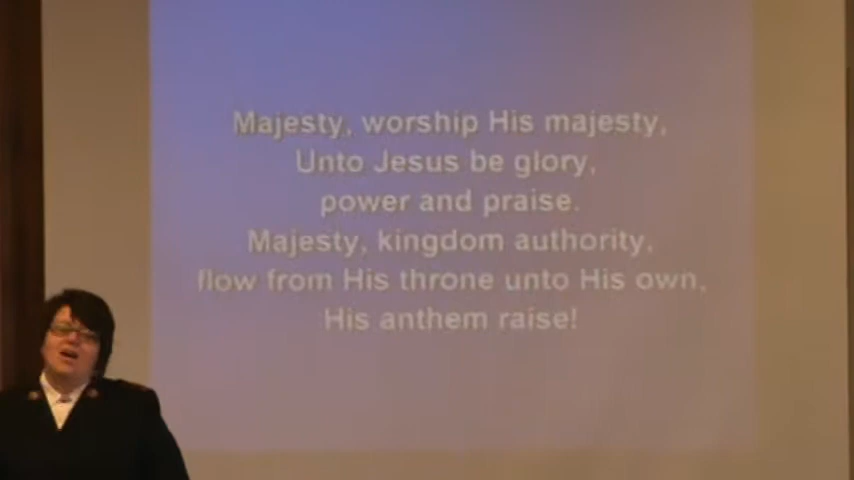 Majesty, worship His majesty,
Unto Jesus be glory,
power and praise.
Majesty, kingdom authority,
flow from His throne unto His own,
His anthem raise!